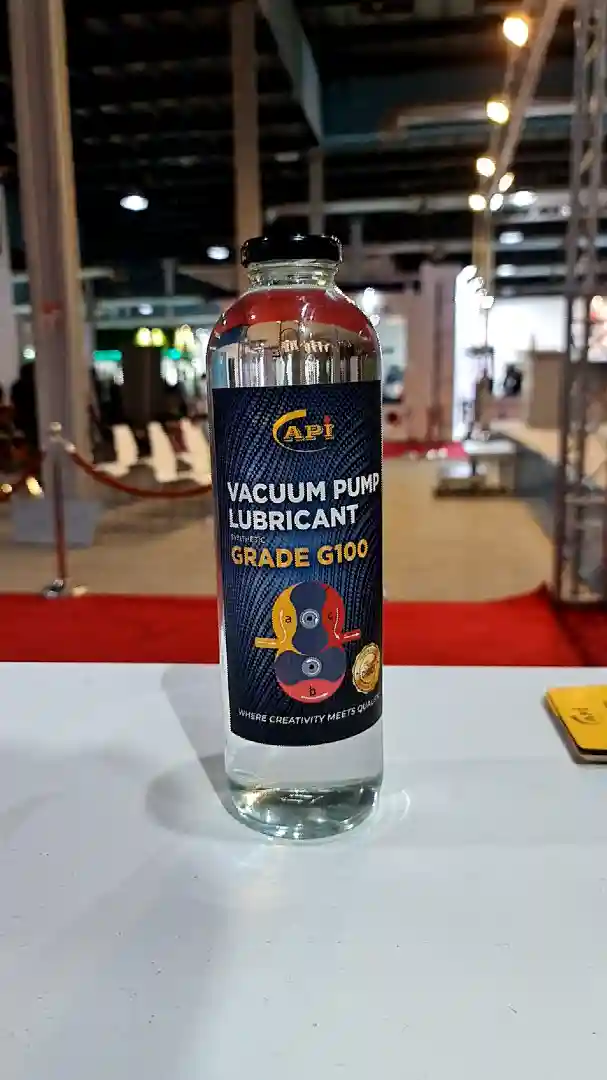 API
VACUUM PUMP
LUBRICANT
SYNTHETIC
GRADE G100
a
c
b
WHERE CREATIVITY MEETS QUALITY